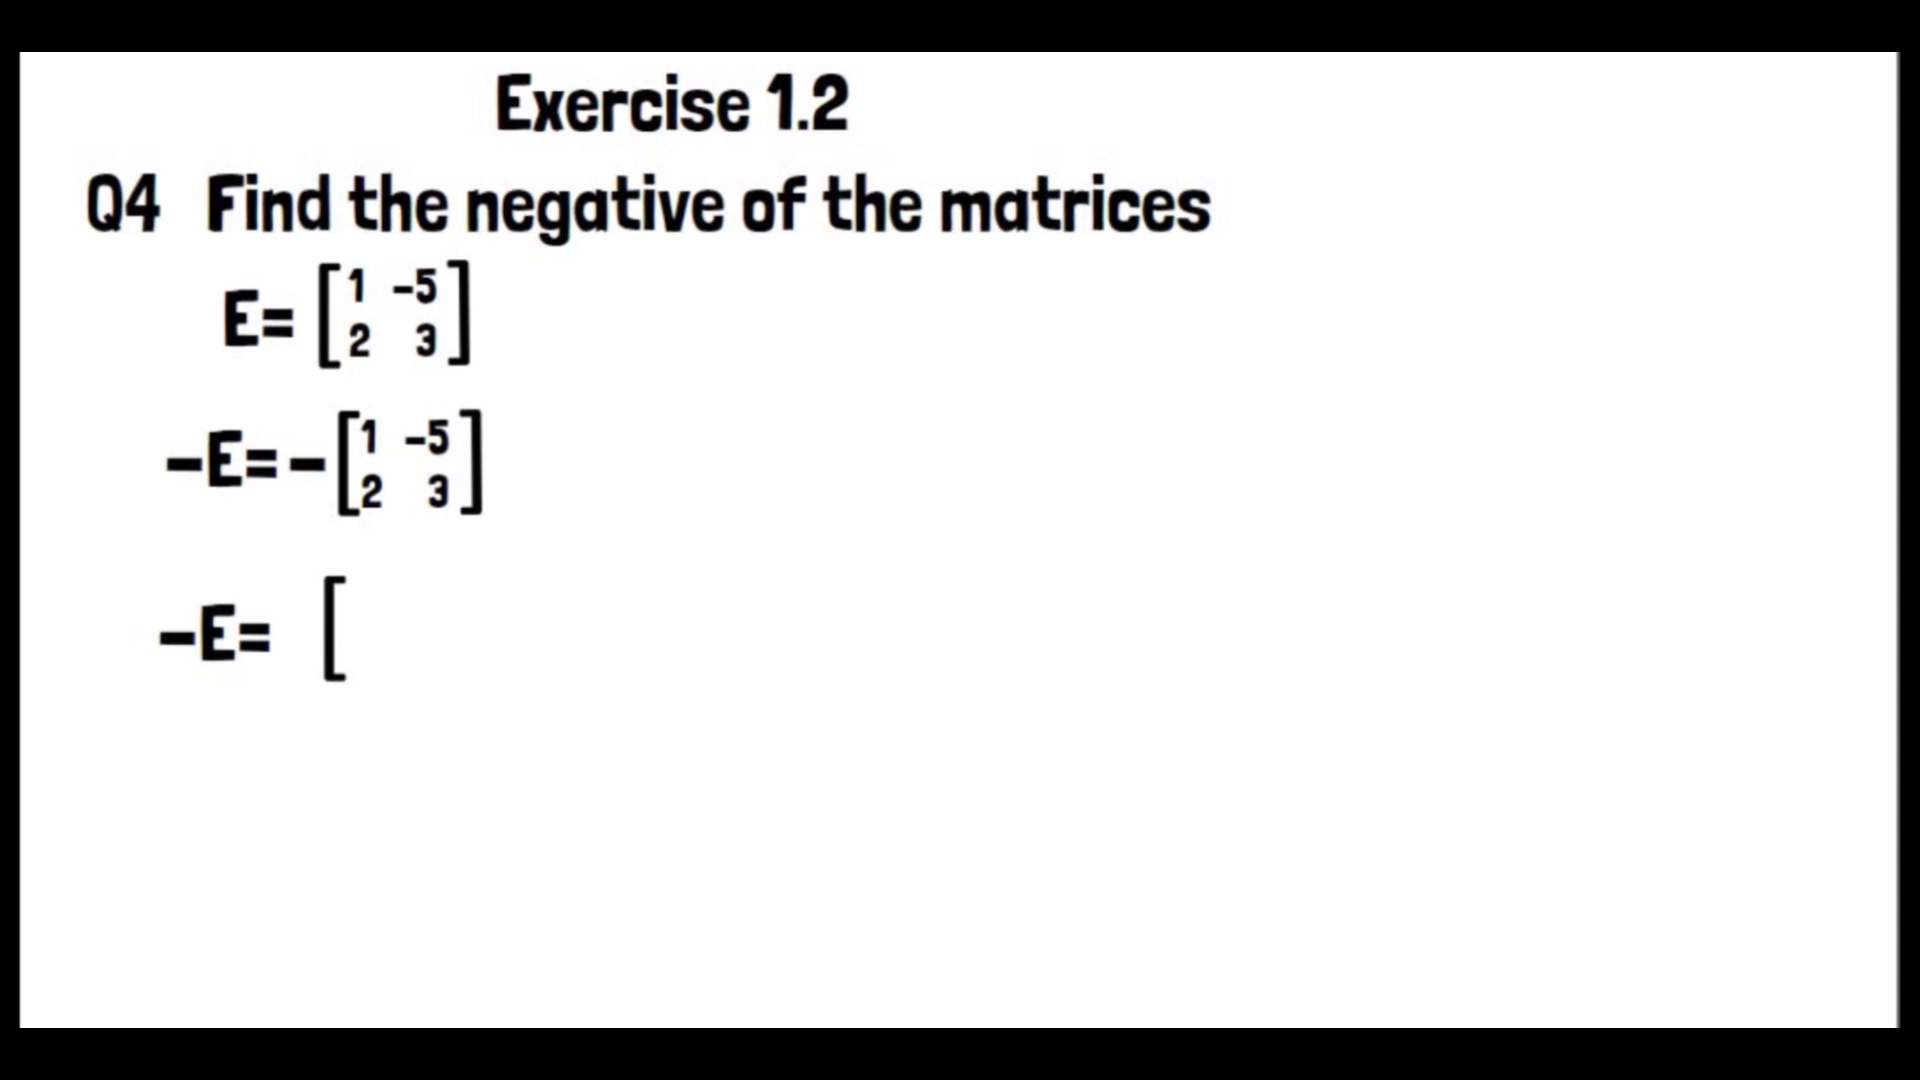 Exercise 1.2
Q4 Find the negative of the matrices
E= [1 -5
2 3]
-E= -[1 -5
2 3]
-E= [